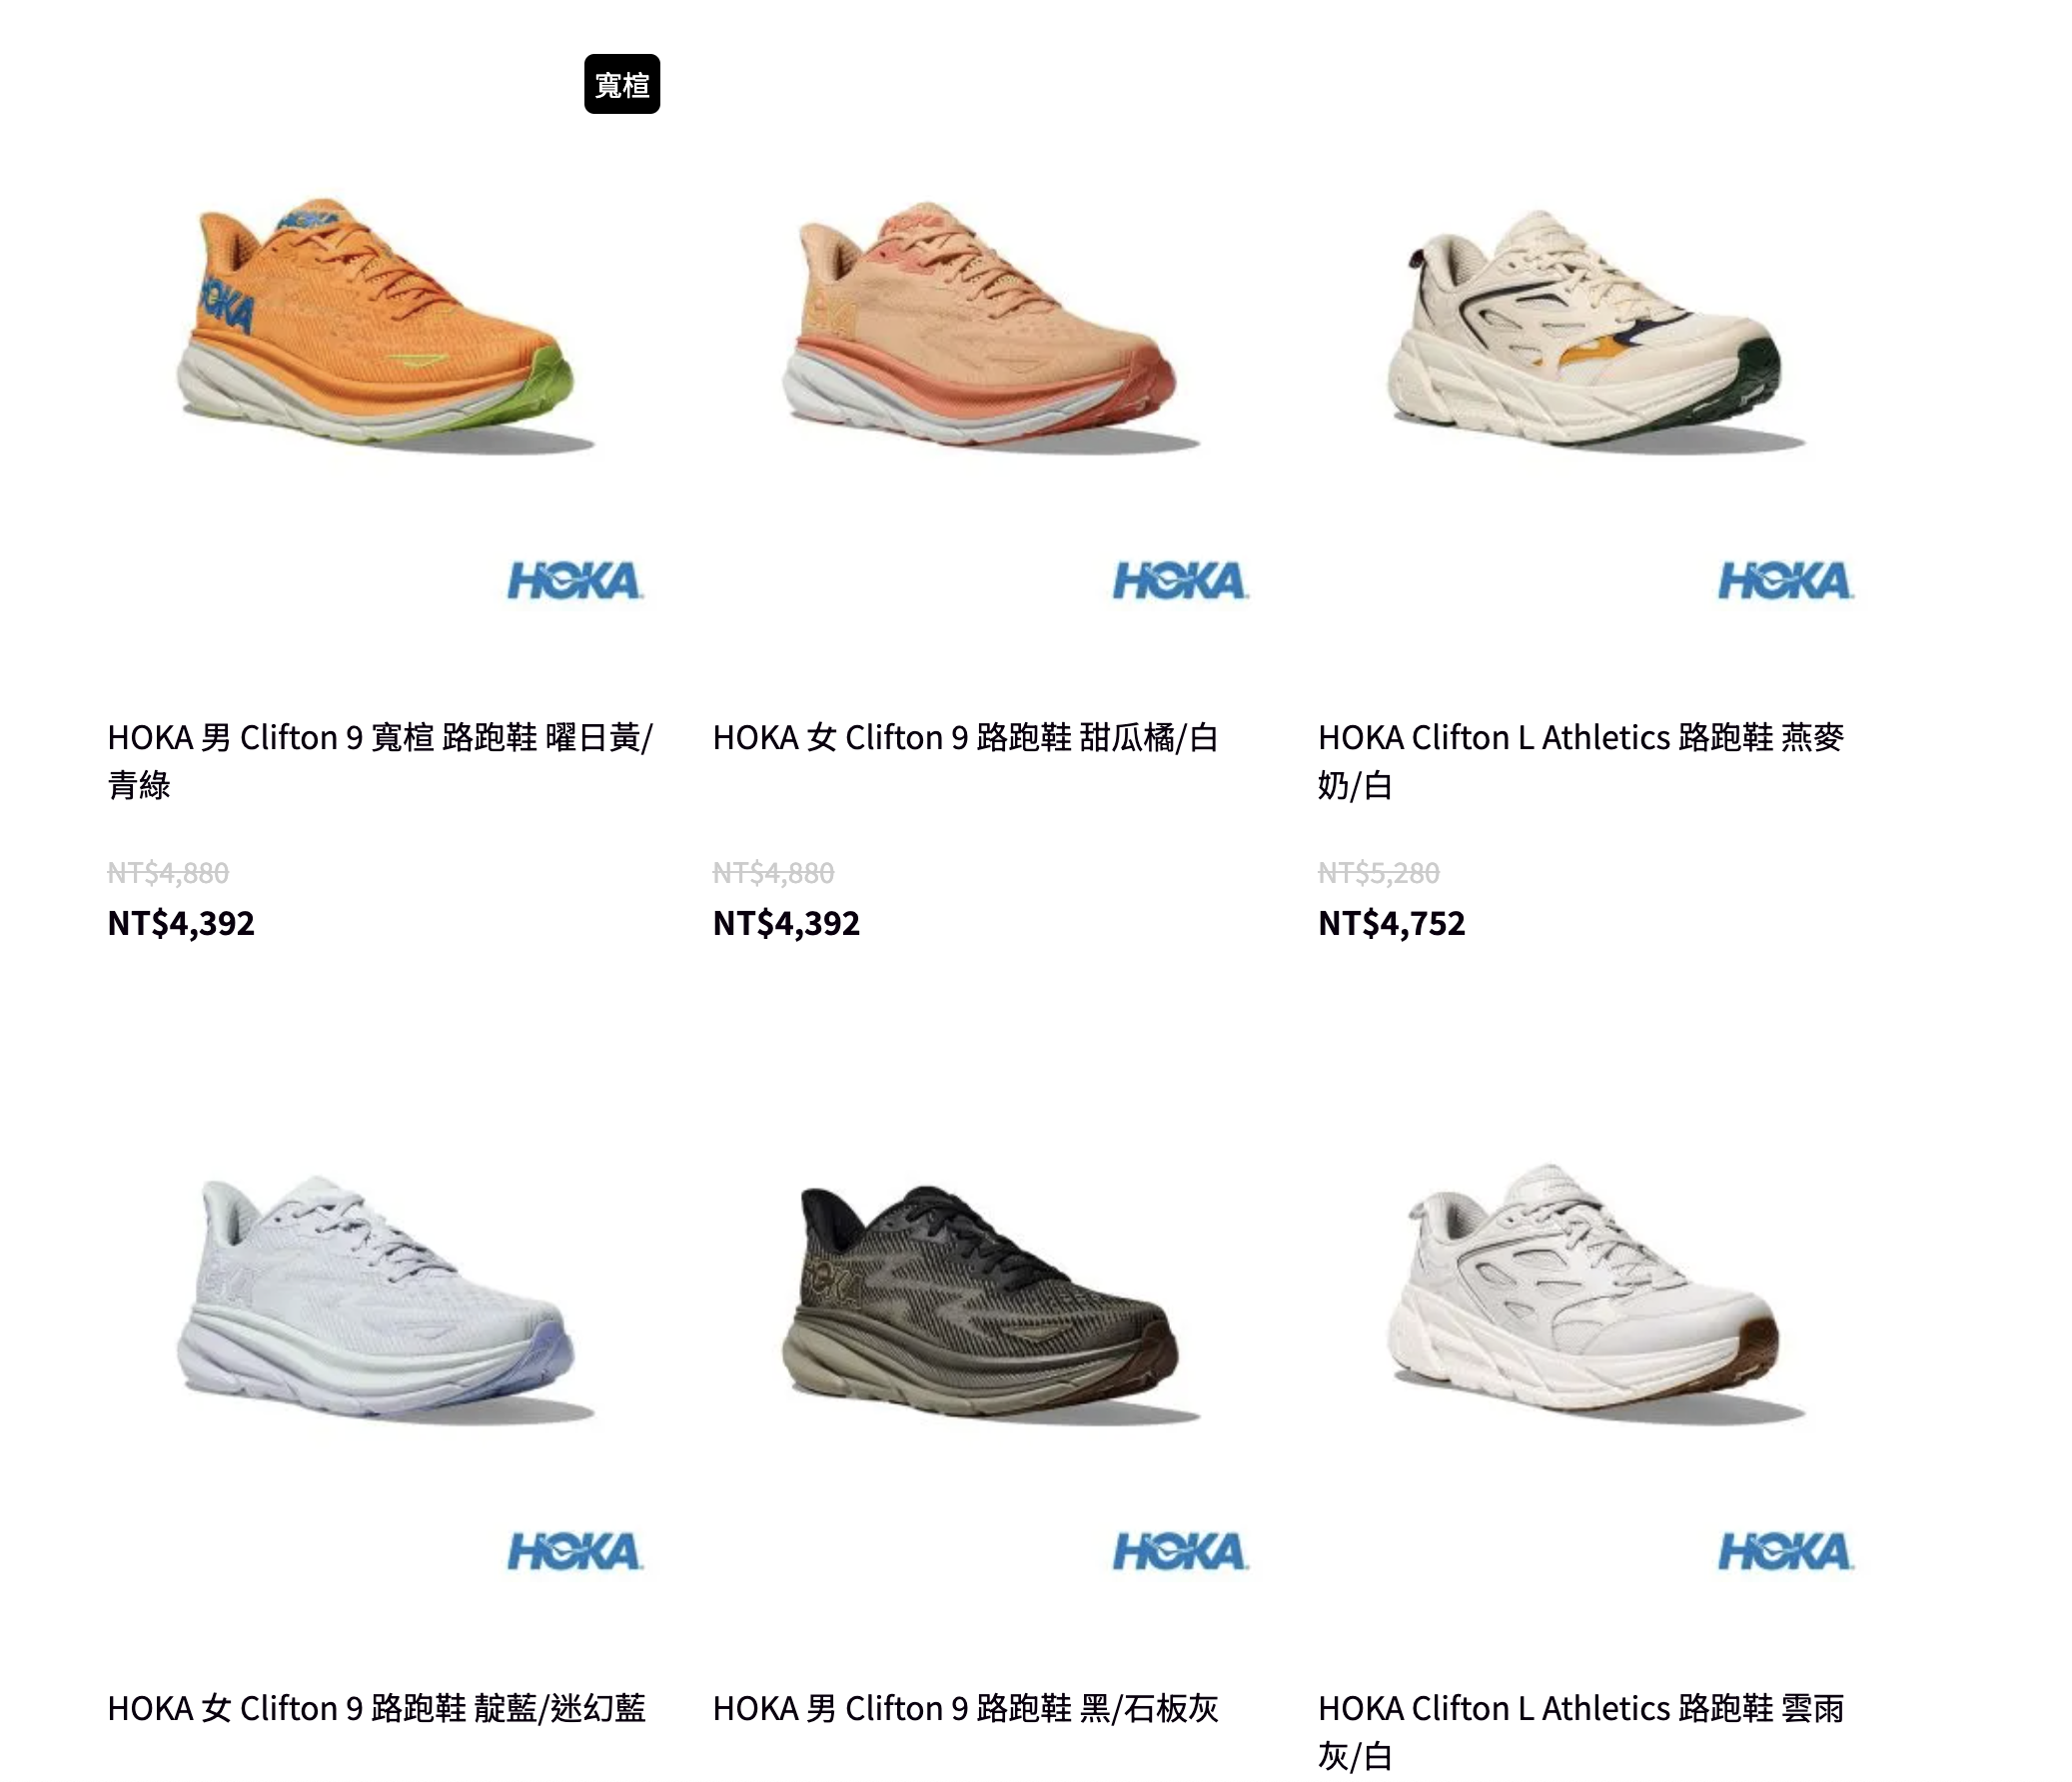 寬楦
HOKA
HOKA
HOKA
HOKA
HOKA
HOKA 男 Clifton 9 寬楦 路跑鞋 曜日黃/
青綠
NT$4,880
NT$4,392
HOKA 女 Clifton 9 路跑鞋 甜瓜橘/白
NT$4,880
NT$4,392
HOKA Clifton L Athletics 路跑鞋 燕麥
奶/白
NT$5,280
NT$4,752
HOKA
HOKA
HOKA
HOKA
HOKA 女 Clifton 9 路跑鞋 靛藍/迷幻藍
HOKA 男 Clifton 9 路跑鞋 黑/石板灰
HOKA Clifton L Athletics 路跑鞋 雲雨
灰/白